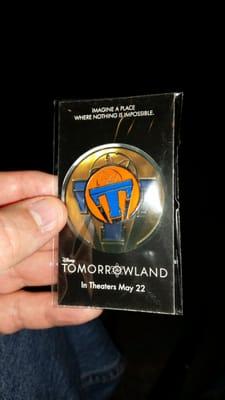 IMAGINE A PLACE
WHERE NOTHING IS IMPOSSIBLE.
T
Disney
TOMORROWLAND
In Theaters May 22